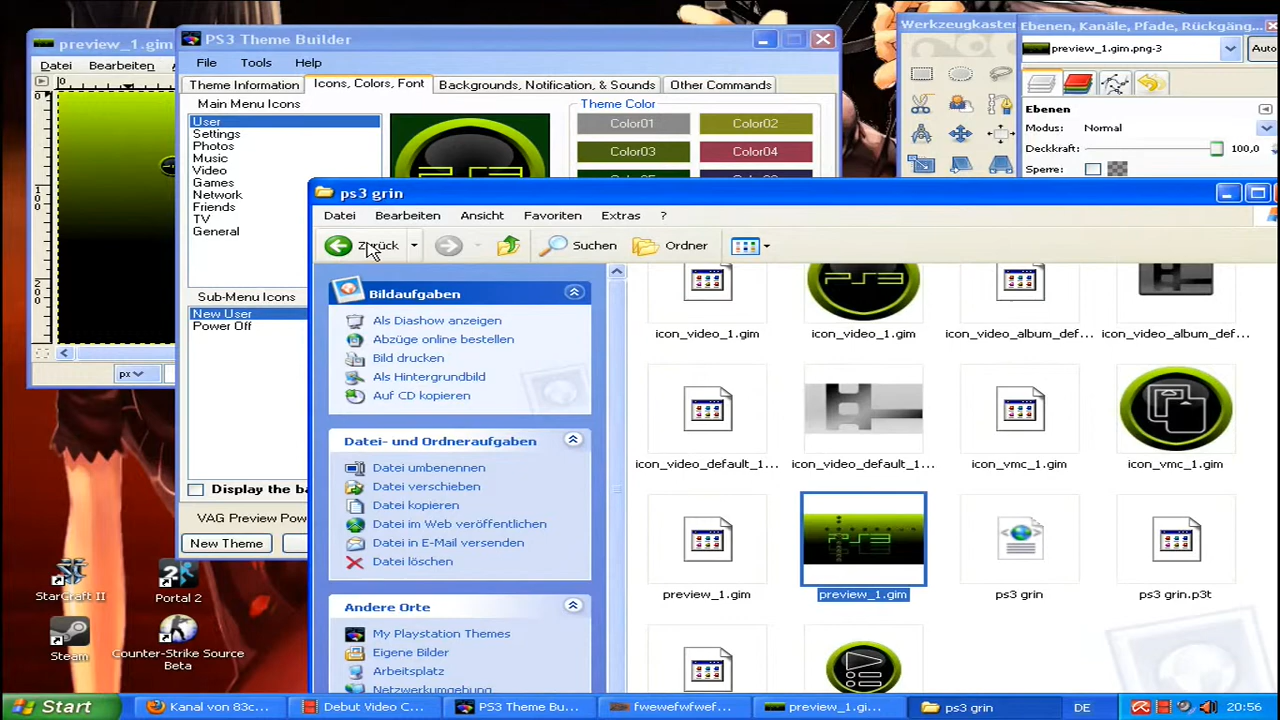 preview_1.gim
Datei Bearbeiten
PS3 Theme Builder
File Tools Help
Theme Information
Icons, Colors, Font
Backgrounds, Notification, & Sounds
Other Commands
Main Menu Icons
User
Settings
Photos
Music
Video
Games
Network
Friends
TV
General
Theme Color
Color01
Color02
Color03
Color04
Sub-Menu Icons
New User
Power Off
Display the ba
VAG Preview Pow
New Theme
px
Werkzeugkasten
Ebenen, Kanäle, Pfade, Rückgäng...
preview_1.gim.png-3
Auto
Ebenen
Modus: Normal
Deckkraft: 100,0
Sperre:
ps3 grin
Datei Bearbeiten Ansicht Favoriten Extras ?
Zurück
Suchen
Ordner
Bildaufgaben
Als Diashow anzeigen
Abzüge online bestellen
Bild drucken
Als Hintergrundbild
Auf CD kopieren
Datei- und Ordneraufgaben
Datei umbenennen
Datei verschieben
Datei kopieren
Datei im Web veröffentlichen
Datei in E-Mail versenden
Datei löschen
Andere Orte
My Playstation Themes
Eigene Bilder
Arbeitsplatz
Netzwerkumgebung
PS3
icon_video_1.gim
icon_video_1.gim
icon_video_album_def...
icon_video_album_def...
icon_video_default_1...
icon_video_default_1...
icon_vmc_1.gim
icon_vmc_1.gim
preview_1.gim
preview_1.gim
ps3 grin
ps3 grin.p3t
StarCraft II
Portal 2
Steam
Counter-Strike Source
Beta
Start
Kanal von 83c...
Debut Video C...
PS3 Theme Bu...
fwewefwfwef...
preview_1.gi...
ps3 grin
DE
20:56